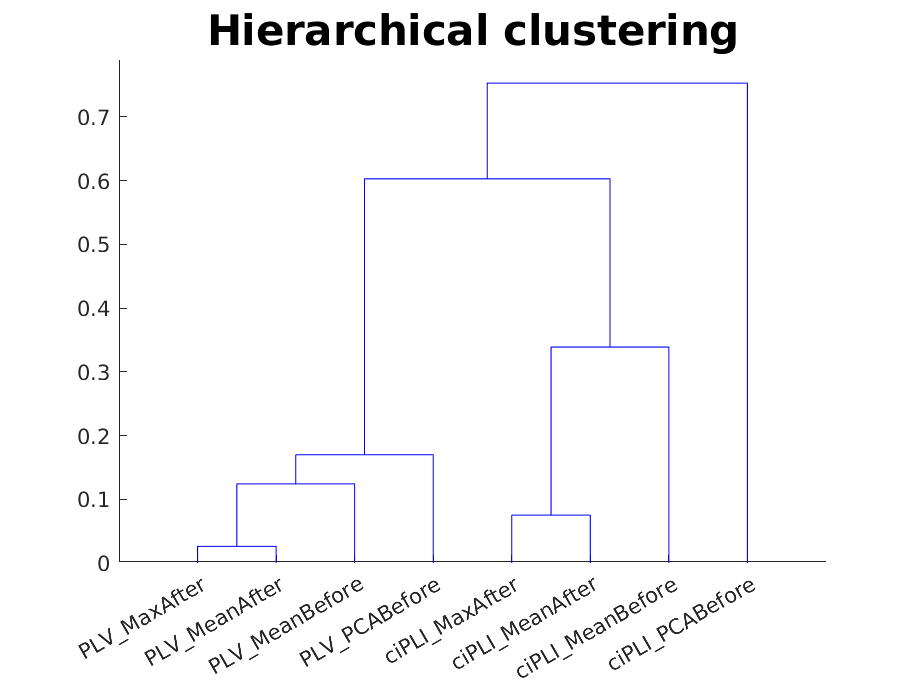 Hierarchical clustering
0.7
0.6
0.5
0.4
0.3
0.2
0.1
0
PLV_MaxAfter
PLV_MeanAfter
PLV_MeanBefore
PLV_PCABefore
ciPLI_MaxAfter
ciPLI_MeanAfter
ciPLI_MeanBefore
ciPLI_PCABefore